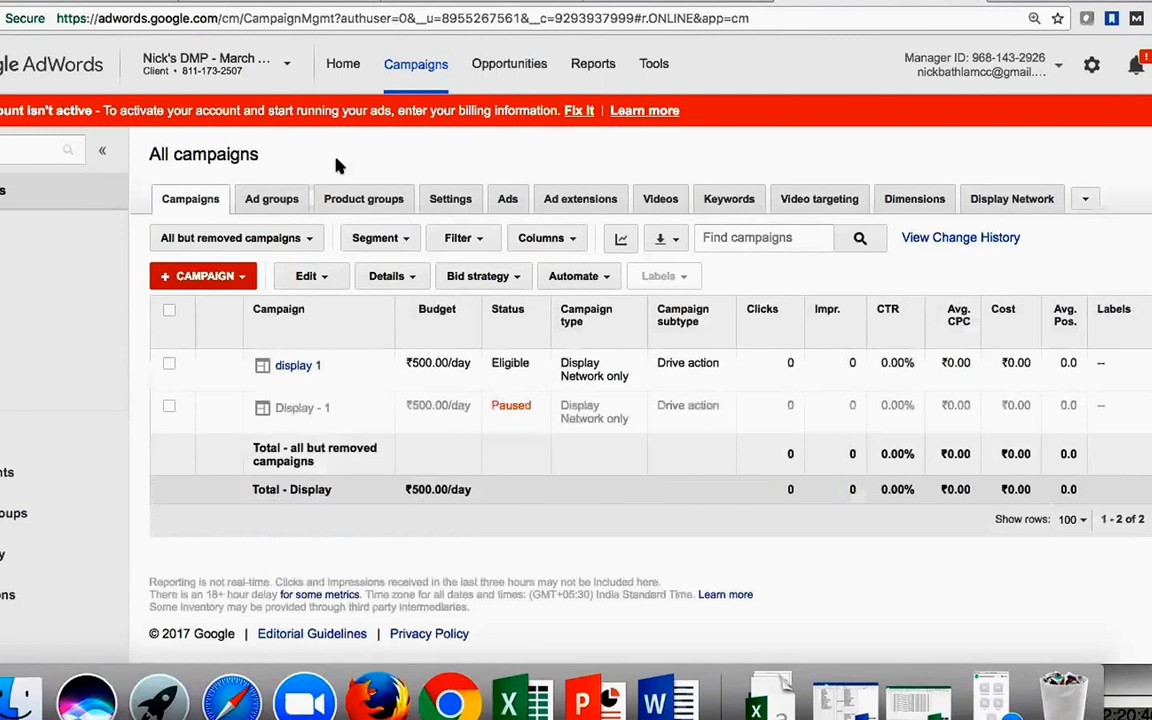 Secure https://adwords.google.com/cm/CampaignMgmt?authuser=0&__u=8955267561&__c=9293937999#r.ONLINE&app=cm
gle AdWords
Nick's DMP - March ...
Client • 811-173-2507
Home Campaigns Opportunities Reports Tools
Manager ID: 968-143-2926
nickbathlamcc@gmail....
!
ount isn't active - To activate your account and start running your ads, enter your billing information. Fix It | Learn more
«
All campaigns
s
Campaigns Ad groups Product groups Settings Ads Ad extensions Videos Keywords Video targeting Dimensions Display Network
All but removed campaigns Segment Filter Columns Find campaigns View Change History
+ CAMPAIGN Edit Details Bid strategy Automate Labels
Campaign Budget Status Campaign type Campaign subtype Clicks Impr. CTR Avg. CPC Cost Avg. Pos. Labels
display 1 ₹500.00/day Eligible Display Network only Drive action 0 0 0.00% ₹0.00 ₹0.00 0.0 --
Display - 1 ₹500.00/day Paused Display Network only Drive action 0 0 0.00% ₹0.00 ₹0.00 0.0 --
Total - all but removed campaigns 0 0 0.00% ₹0.00 ₹0.00 0.0
nts
Total - Display ₹500.00/day 0 0 0.00% ₹0.00 ₹0.00 0.0
oups
Show rows: 100 1 - 2 of 2
y
Reporting is not real-time. Clicks and impressions received in the last three hours may not be included here.
ons
There is an 18+ hour delay for some metrics. Time zone for all dates and times: (GMT+05:30) India Standard Time. Learn more
Some inventory may be provided through third party intermediaries.
© 2017 Google | Editorial Guidelines | Privacy Policy